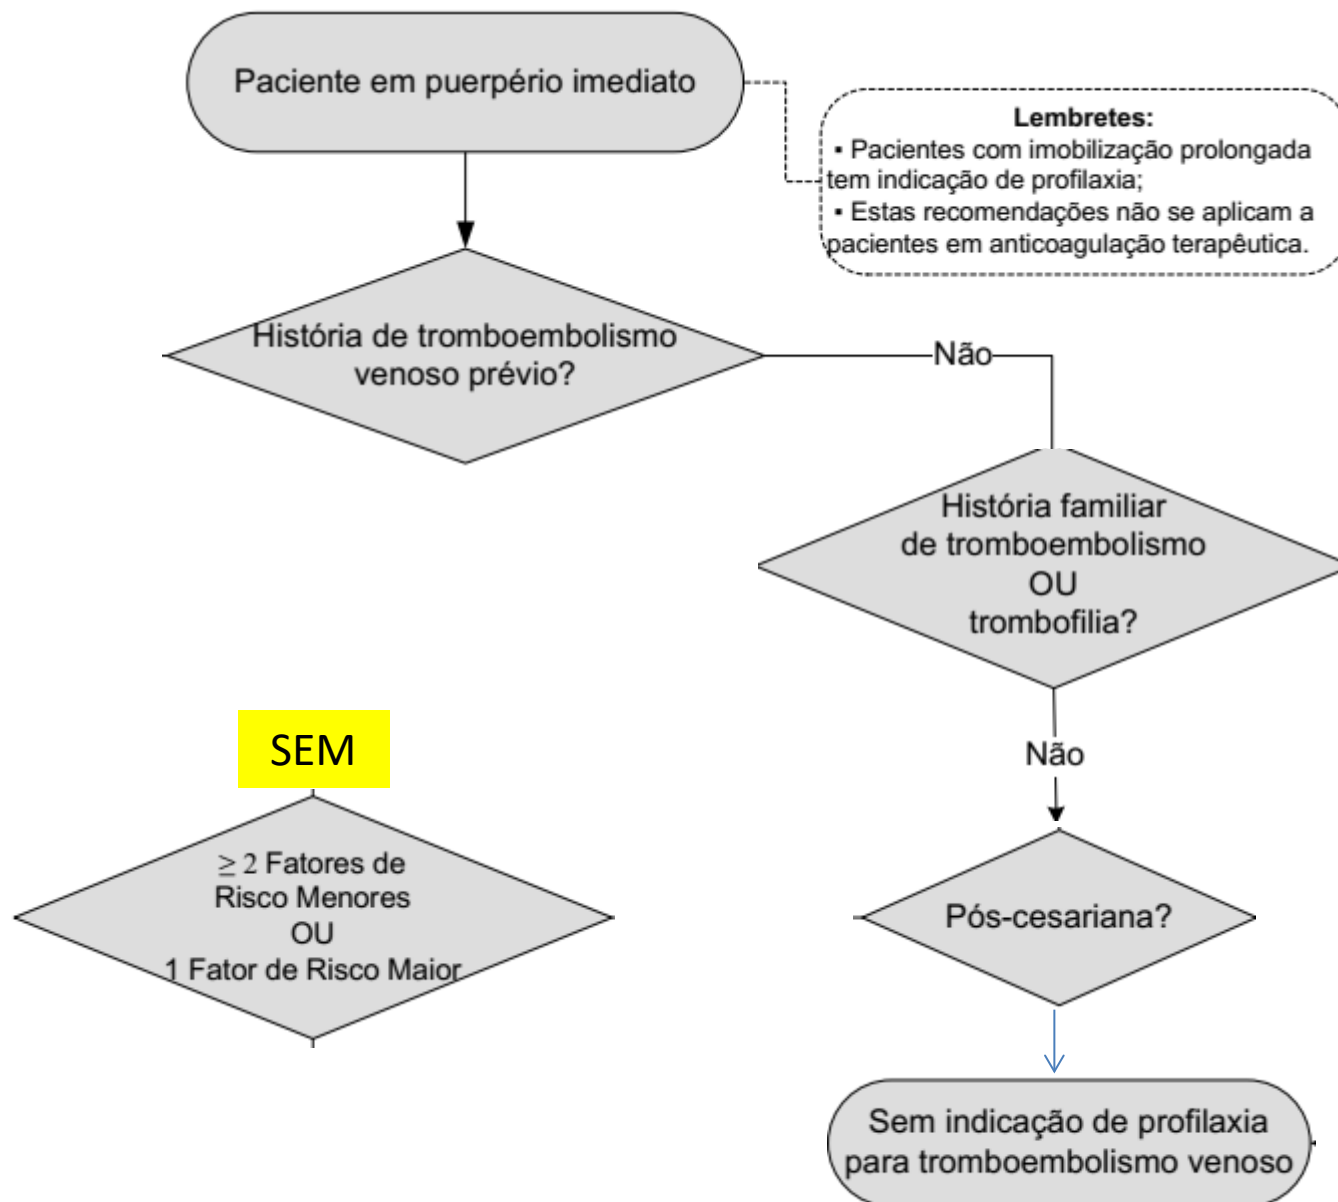 Paciente em puerpério imediato
Lembretes:
▪ Pacientes com imobilização prolongada
tem indicação de profilaxia;
▪ Estas recomendações não se aplicam a
pacientes em anticoagulação terapêutica.
História de tromboembolismo
venoso prévio?
Não
História familiar
de tromboembolismo
OU
trombofilia?
Não
SEM
≥ 2 Fatores de
Risco Menores
OU
1 Fator de Risco Maior
Pós-cesariana?
Sem indicação de profilaxia
para tromboembolismo venoso